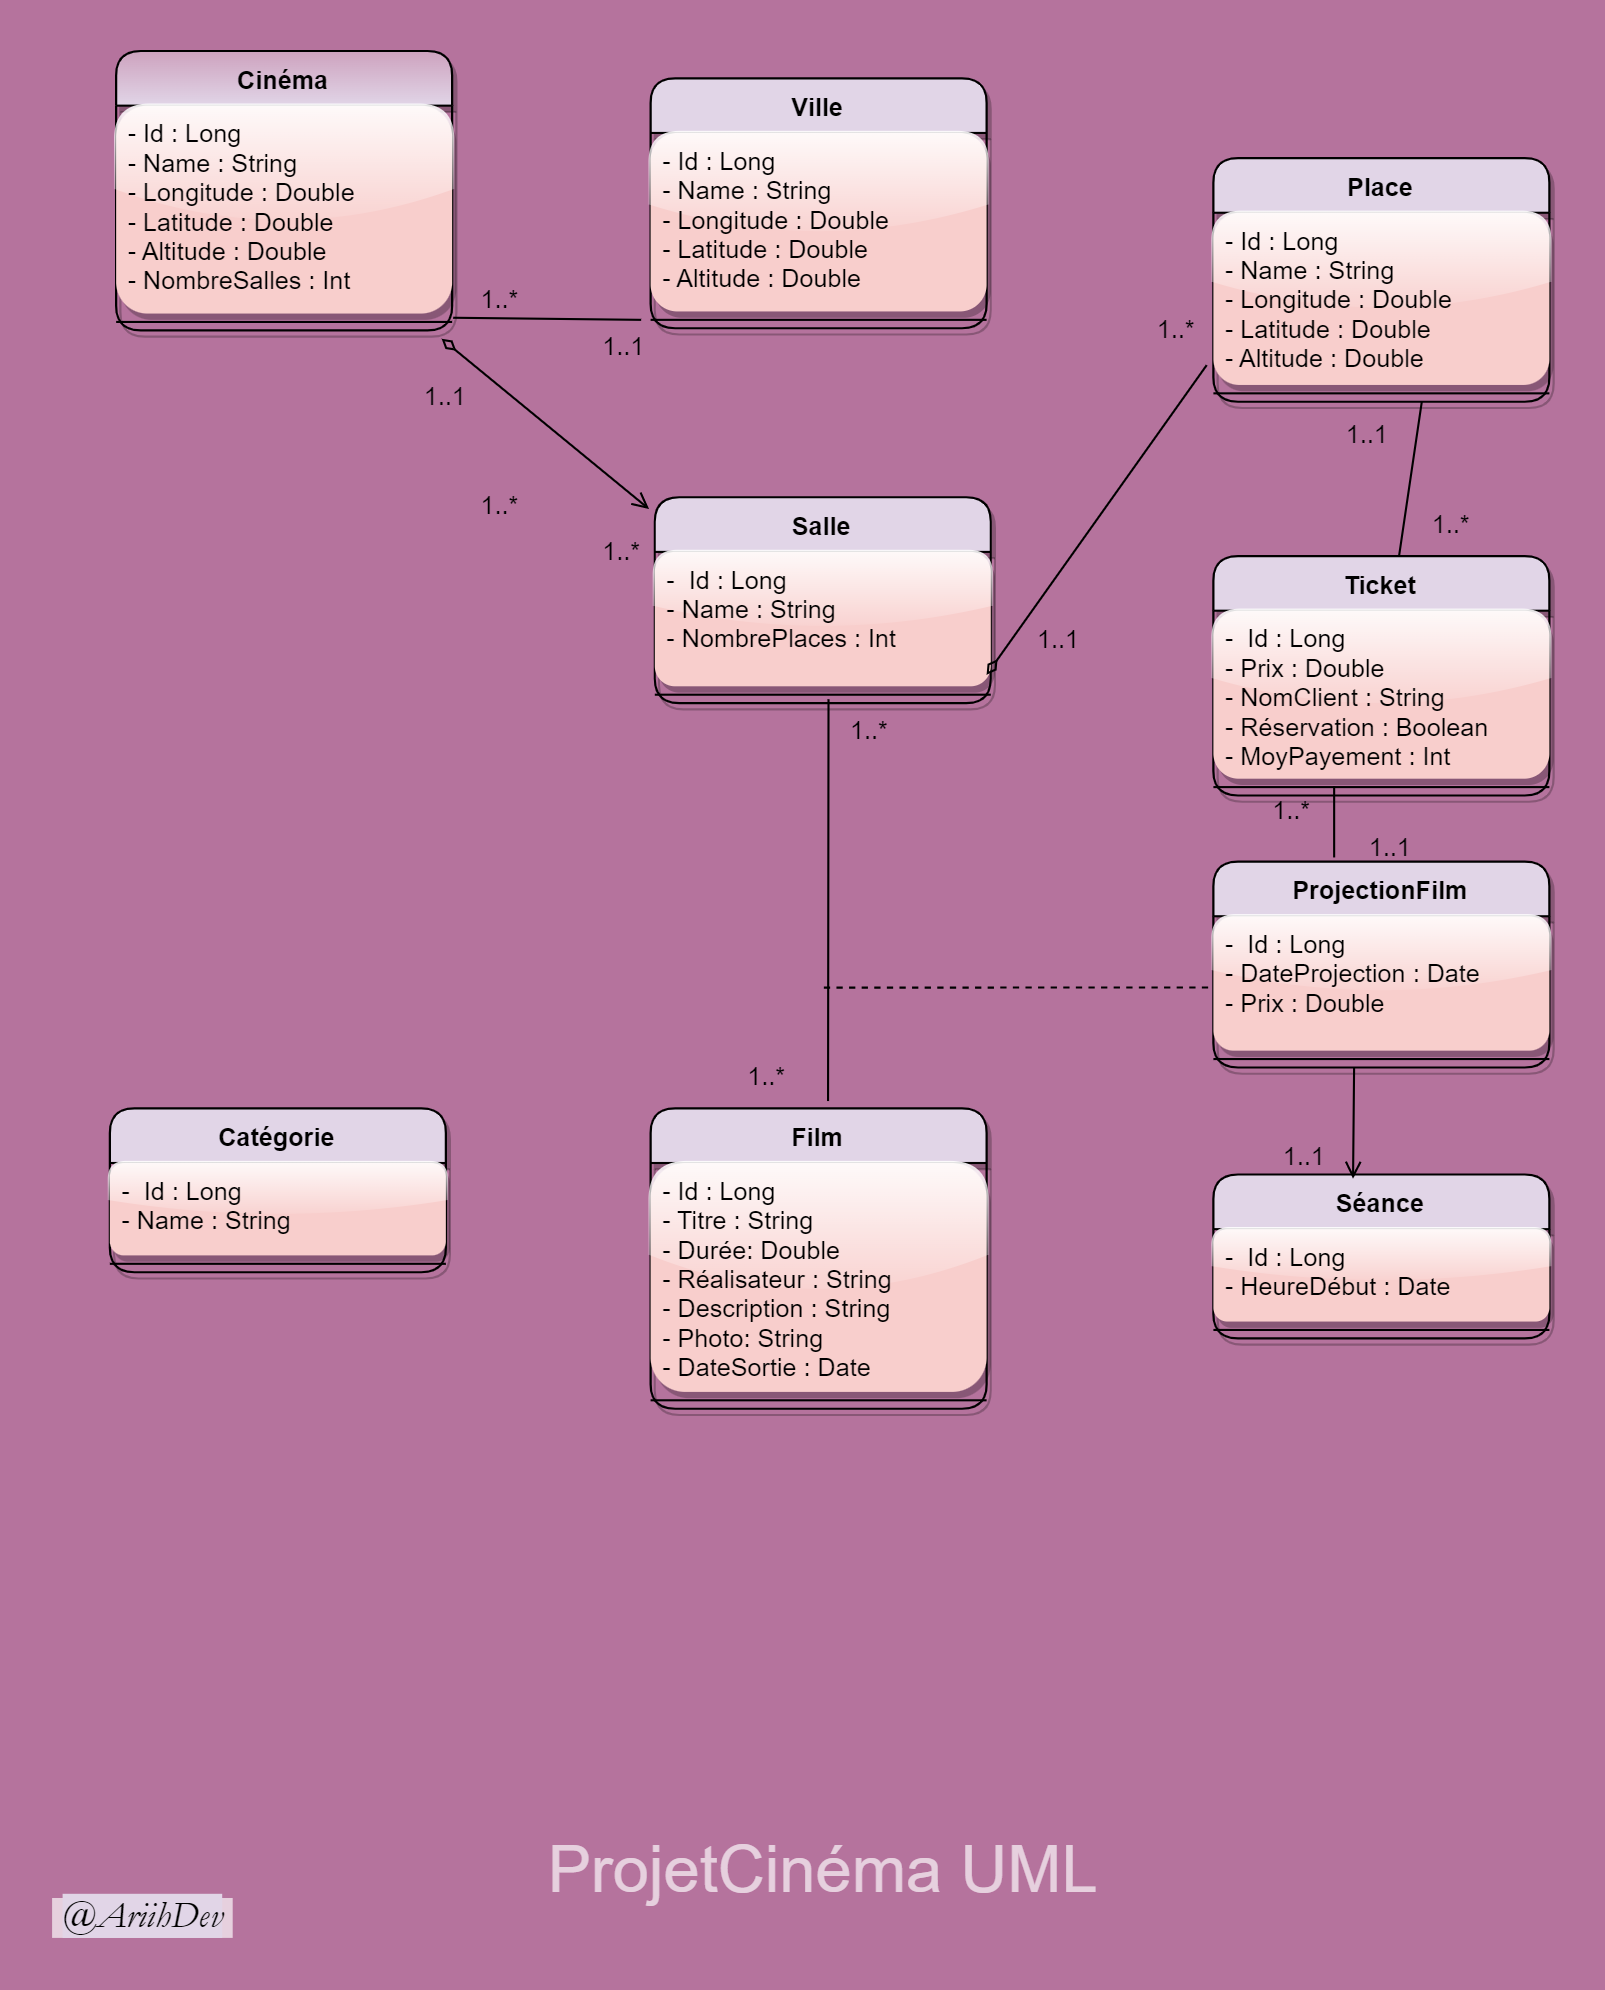 Cinéma
- Id : Long
- Name : String
- Longitude : Double
- Latitude : Double
- Altitude : Double
- NombreSalles : Int
Ville
- Id : Long
- Name : String
- Longitude : Double
- Latitude : Double
- Altitude : Double
Place
- Id : Long
- Name : String
- Longitude : Double
- Latitude : Double
- Altitude : Double
1..*
1..1
1..*
1..1
1..1
1..*
1..*
1..*
Salle
- Id : Long
- Name : String
- NombrePlaces : Int
1..1
1..*
Ticket
- Id : Long
- Prix : Double
- NomClient : String
- Réservation : Boolean
- MoyPayement : Int
1..*
1..1
ProjectionFilm
- Id : Long
- DateProjection : Date
- Prix : Double
1..*
1..1
Catégorie
- Id : Long
- Name : String
Film
- Id : Long
- Titre : String
- Durée: Double
- Réalisateur : String
- Description : String
- Photo: String
- DateSortie : Date
Séance
- Id : Long
- HeureDébut : Date
ProjetCinéma UML
@AriihDev